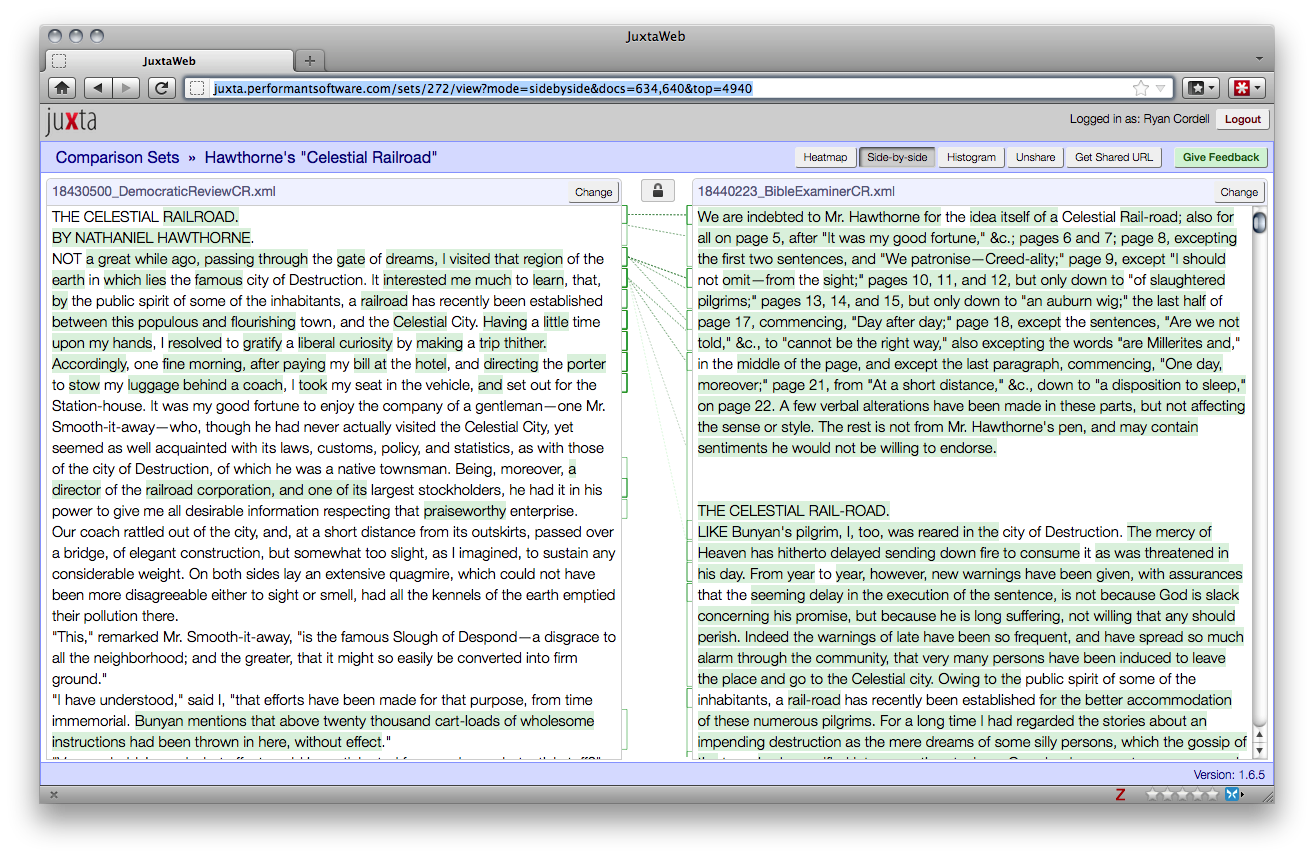 JuxtaWeb
JuxtaWeb
juxta.performantsoftware.com/sets/272/view?mode=sidebyside&docs=634,640&top=4940
juxta
Logged in as: Ryan Cordell
Logout
Comparison Sets » Hawthorne's "Celestial Railroad"
Heatmap
Side-by-side
Histogram
Unshare
Get Shared URL
Give Feedback
18430500_DemocraticReviewCR.xml
Change
THE CELESTIAL RAILROAD.
BY NATHANIEL HAWTHORNE.
NOT a great while ago, passing through the gate of dreams, I visited that region of the
earth in which lies the famous city of Destruction. It interested me much to learn, that,
by the public spirit of some of the inhabitants, a railroad has recently been established
between this populous and flourishing town, and the Celestial City. Having a little time
upon my hands, I resolved to gratify a liberal curiosity by making a trip thither.
Accordingly, one fine morning, after paying my bill at the hotel, and directing the porter
to stow my luggage behind a coach, I took my seat in the vehicle, and set out for the
Station-house. It was my good fortune to enjoy the company of a gentleman—one Mr.
Smooth-it-away—who, though he had never actually visited the Celestial City, yet
seemed as well acquainted with its laws, customs, policy, and statistics, as with those
of the city of Destruction, of which he was a native townsman. Being, moreover, a
director of the railroad corporation, and one of its largest stockholders, he had it in his
power to give me all desirable information respecting that praiseworthy enterprise.
Our coach rattled out of the city, and, at a short distance from its outskirts, passed over
a bridge, of elegant construction, but somewhat too slight, as I imagined, to sustain any
considerable weight. On both sides lay an extensive quagmire, which could not have
been more disagreeable either to sight or smell, had all the kennels of the earth emptied
their pollution there.
"This," remarked Mr. Smooth-it-away, "is the famous Slough of Despond—a disgrace to
all the neighborhood; and the greater, that it might so easily be converted into firm
ground."
"I have understood," said I, "that efforts have been made for that purpose, from time
immemorial. Bunyan mentions that above twenty thousand cart-loads of wholesome
instructions had been thrown in here, without effect."
18440223_BibleExaminerCR.xml
Change
We are indebted to Mr. Hawthorne for the idea itself of a Celestial Rail-road; also for
all on page 5, after "It was my good fortune," &c.; pages 6 and 7; page 8, excepting
the first two sentences, and "We patronise—Creed-ality;" page 9, except "I should
not omit—from the sight;" pages 10, 11, and 12, but only down to "of slaughtered
pilgrims;" pages 13, 14, and 15, but only down to "an auburn wig;" the last half of
page 17, commencing, "Day after day;" page 18, except the sentences, "Are we not
told," &c., to "cannot be the right way," also excepting the words "are Millerites and,"
in the middle of the page, and except the last paragraph, commencing, "One day,
moreover;" page 21, from "At a short distance," &c., down to "a disposition to sleep,"
on page 22. A few verbal alterations have been made in these parts, but not affecting
the sense or style. The rest is not from Mr. Hawthorne's pen, and may contain
sentiments he would not be willing to endorse.
THE CELESTIAL RAIL-ROAD.
LIKE Bunyan's pilgrim, I, too, was reared in the city of Destruction. The mercy of
Heaven has hitherto delayed sending down fire to consume it as was threatened in
his day. From year to year, however, new warnings have been given, with assurances
that the seeming delay in the execution of the sentence, is not because God is slack
concerning his promise, but because he is long suffering, not willing that any should
perish. Indeed the warnings of late have been so frequent, and have spread so much
alarm through the community, that very many persons have been induced to leave
the place and go to the Celestial city. Owing to the public spirit of some of the
inhabitants, a rail-road has recently been established for the better accommodation
of these numerous pilgrims. For a long time I had regarded the stories about an
impending destruction as the mere dreams of some silly persons, which the gossip of
Version: 1.6.5
Z